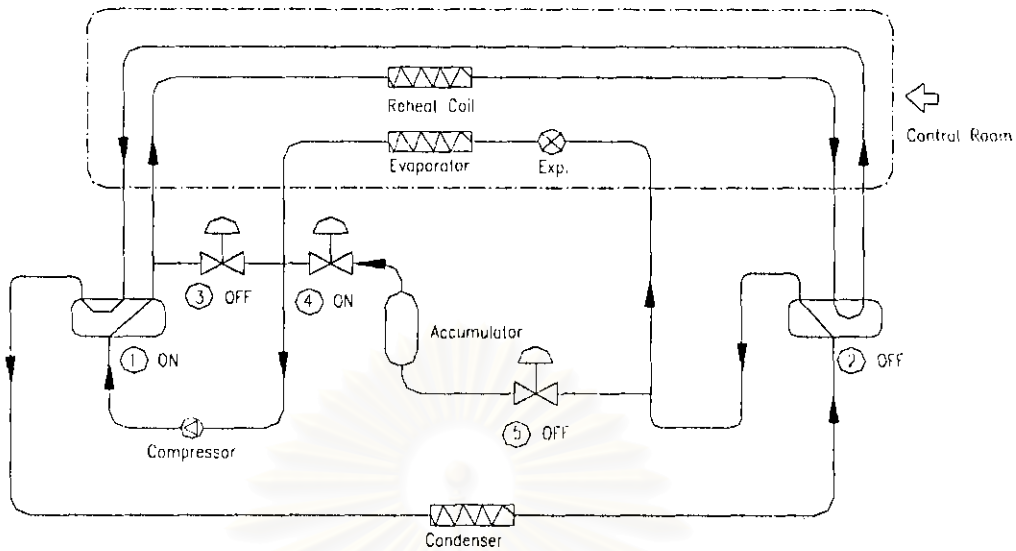 Reheat Coil
Control Room
Evaporator
Exp.
3 OFF
4 ON
Accumulator
1 ON
2 OFF
5 OFF
Compressor
Condenser